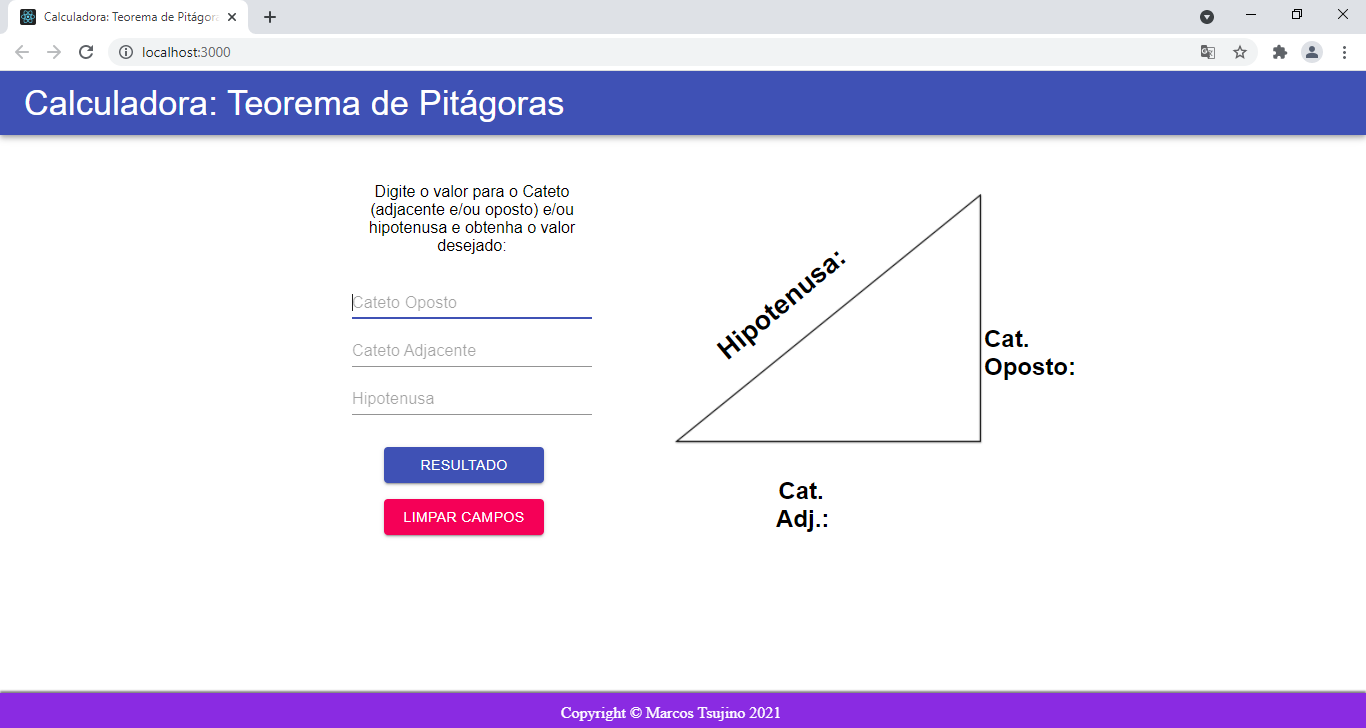 Calculadora: Teorema de Pitágora
localhost:3000
Calculadora: Teorema de Pitágoras
Digite o valor para o Cateto
(adjacente e/ou oposto) e/ou
hipotenusa e obtenha o valor
desejado:
Cateto Oposto
Cateto Adjacente
Hipotenusa
RESULTADO
LIMPAR CAMPOS
Hipotenusa:
Cat.
Oposto:
Cat.
Adj.:
Copyright © Marcos Tsujino 2021